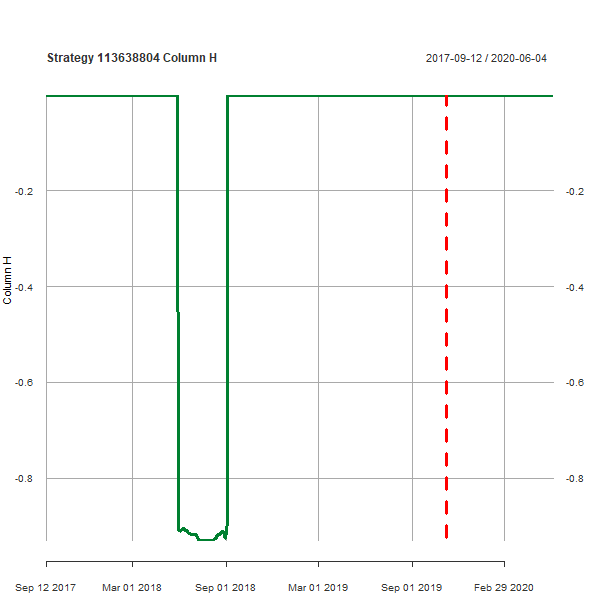 Strategy 113638804 Column H
2017-09-12 / 2020-06-04
-0.2
-0.2
-0.4
-0.4
-0.6
-0.6
-0.8
-0.8
Column H
Sep 12 2017
Mar 01 2018
Sep 01 2018
Mar 01 2019
Sep 01 2019
Feb 29 2020